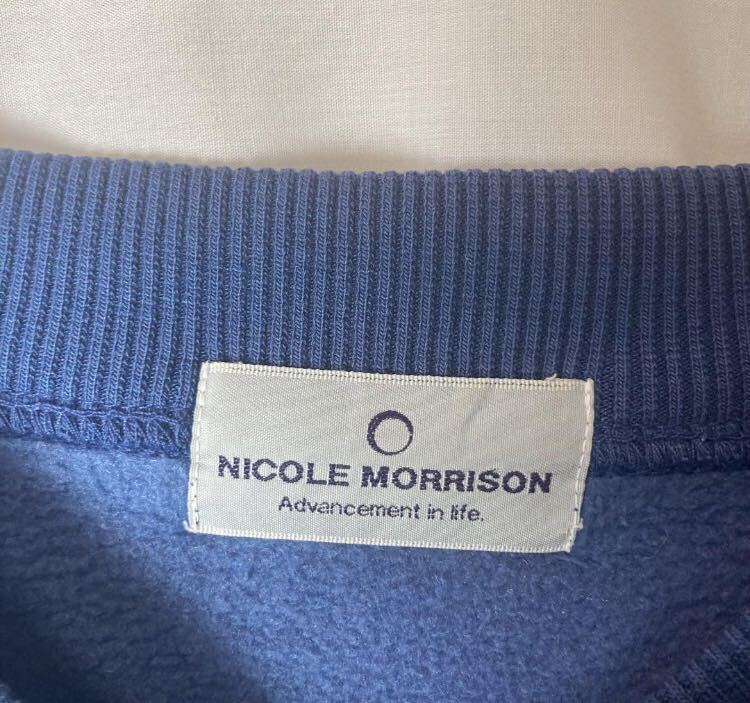 NICOLE MORRISON
Advancement in life.